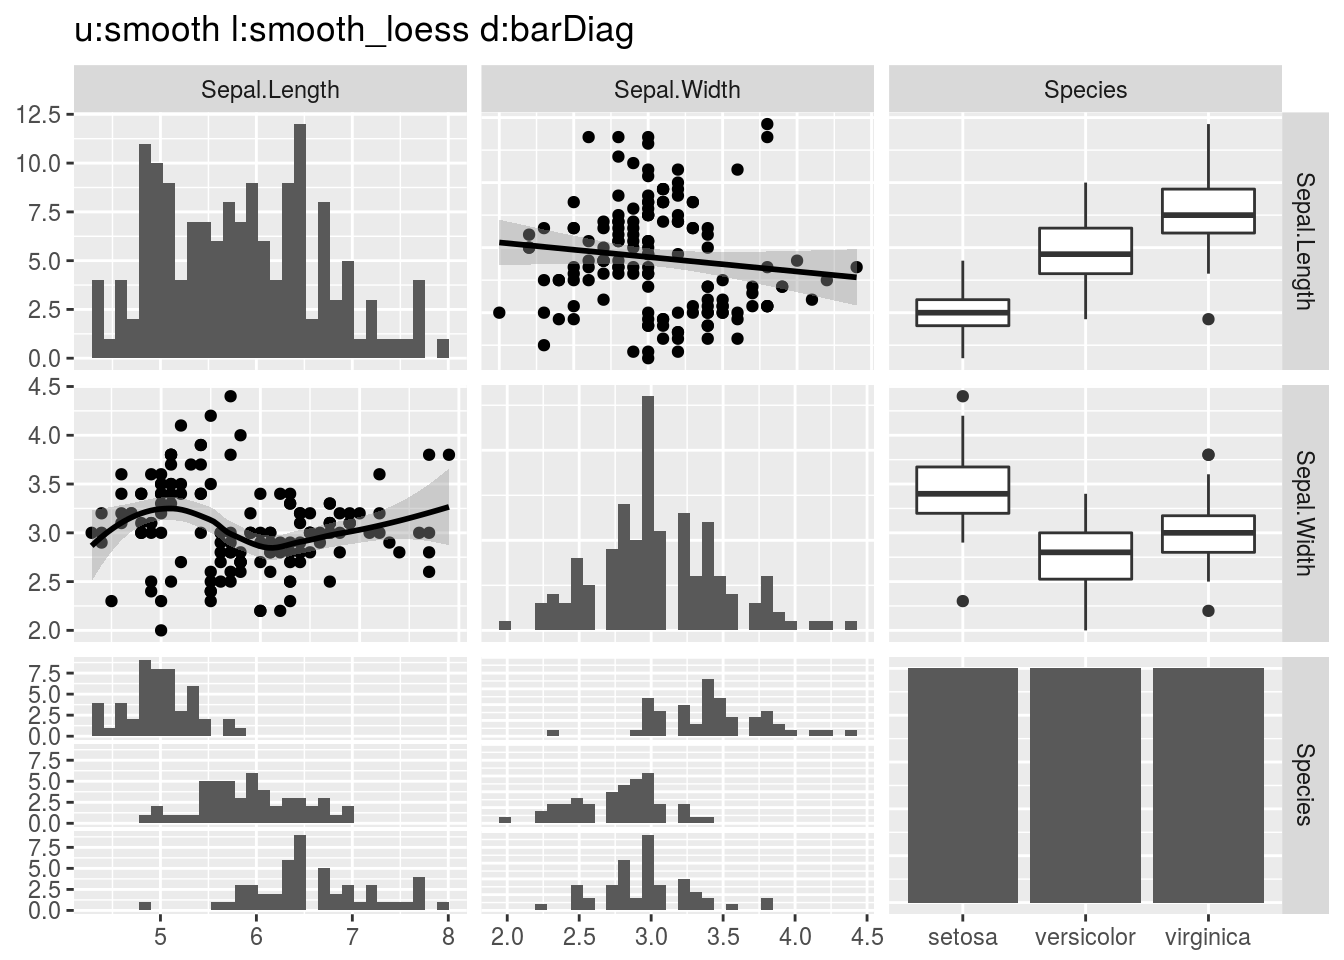 u:smooth l:smooth_loess d:barDiag
Sepal.Length
Sepal.Width
Species
12.5
10.0
7.5
5.0
2.5
0.0
Sepal.Length
4.5
4.0
3.5
3.0
2.5
2.0
Sepal.Width
7.5
5.0
2.5
0.0
7.5
5.0
2.5
0.0
7.5
5.0
2.5
0.0
Species
5 6 7 8
2.0 2.5 3.0 3.5 4.0 4.5
setosa versicolor virginica